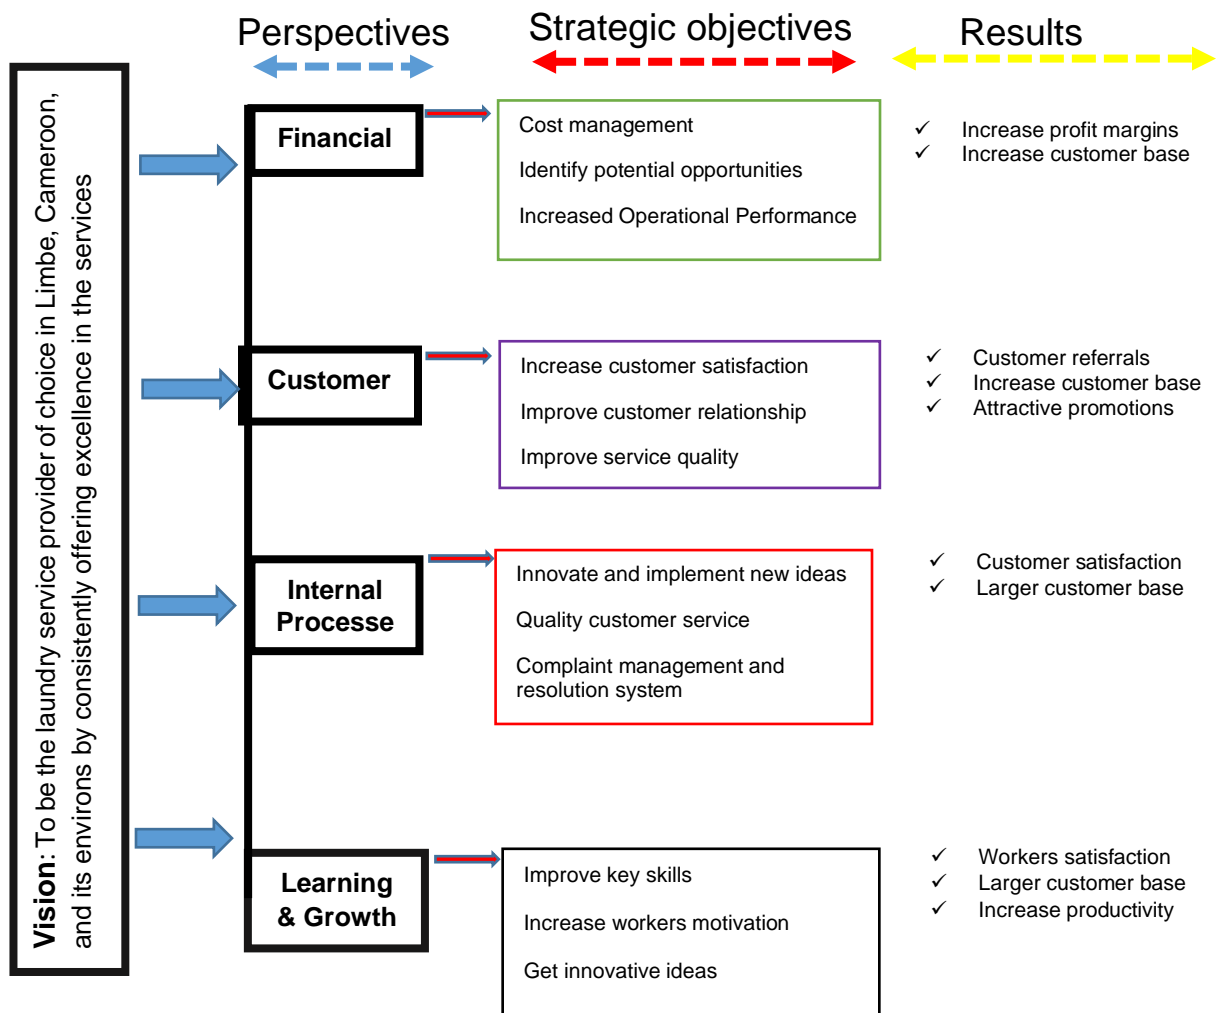 Perspectives
Strategic objectives
Results
Vision: To be the laundry service provider of choice in Limbe, Cameroon,
and its environs by consistently offering excellence in the services
Financial
Cost management
Identify potential opportunities
Increased Operational Performance
✓ Increase profit margins
✓ Increase customer base
Customer
Increase customer satisfaction
Improve customer relationship
Improve service quality
✓ Customer referrals
✓ Increase customer base
✓ Attractive promotions
Internal
Processe
Innovate and implement new ideas
Quality customer service
Complaint management and
resolution system
✓ Customer satisfaction
✓ Larger customer base
Learning
& Growth
Improve key skills
Increase workers motivation
Get innovative ideas
✓ Workers satisfaction
✓ Larger customer base
✓ Increase productivity